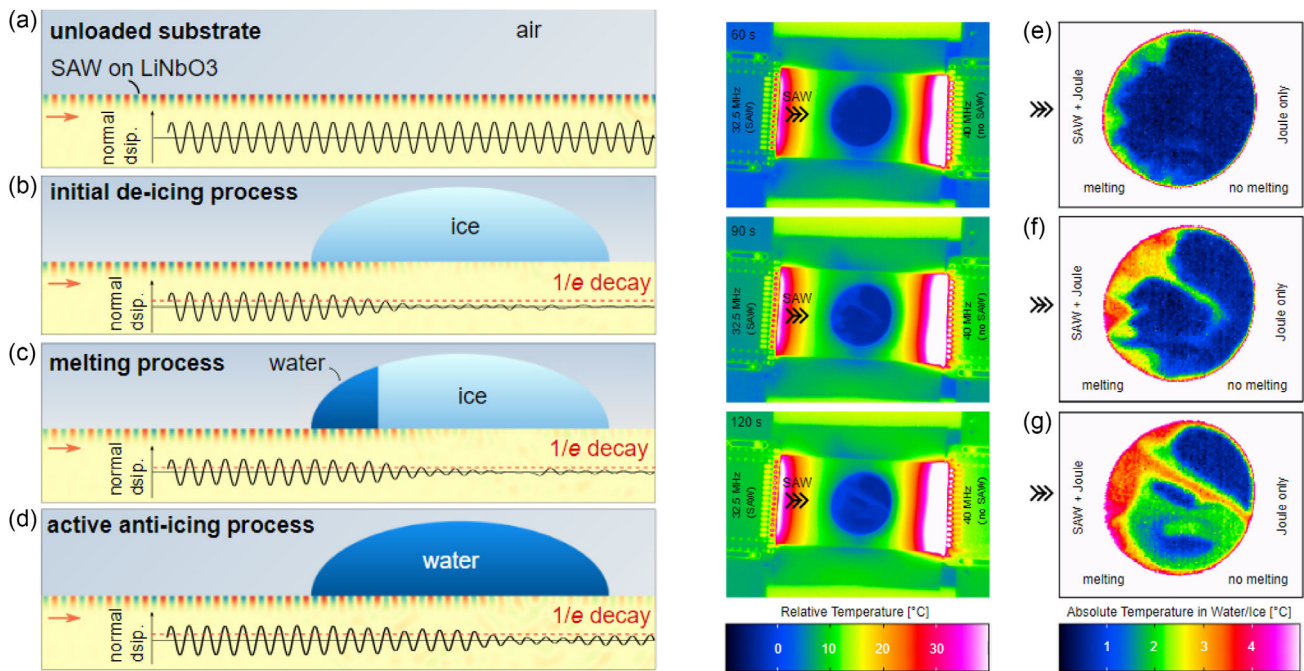 (a)
unloaded substrate
air
SAW on LiNbO3
normal
dsip.
(b)
initial de-icing process
ice
1/e decay
normal
disp.
(c)
melting process
water
ice
1/e decay
normal
disp.
(d)
active anti-icing process
water
1/e decay
normal
disp.
60 s
32.5 MHz
(SAW)
SAW
40 MHz
(no SAW)
90 s
32.5 MHz
(SAW)
SAW
40 MHz
(no SAW)
120 s
32.5 MHz
(SAW)
SAW
40 MHz
(no SAW)
Relative Temperature [°C]
0 10 20 30
(e)
SAW + Joule
Joule only
melting no melting
(f)
SAW + Joule
Joule only
melting no melting
(g)
SAW + Joule
Joule only
melting no melting
Absolute Temperature in Water/Ice [°C]
1 2 3 4